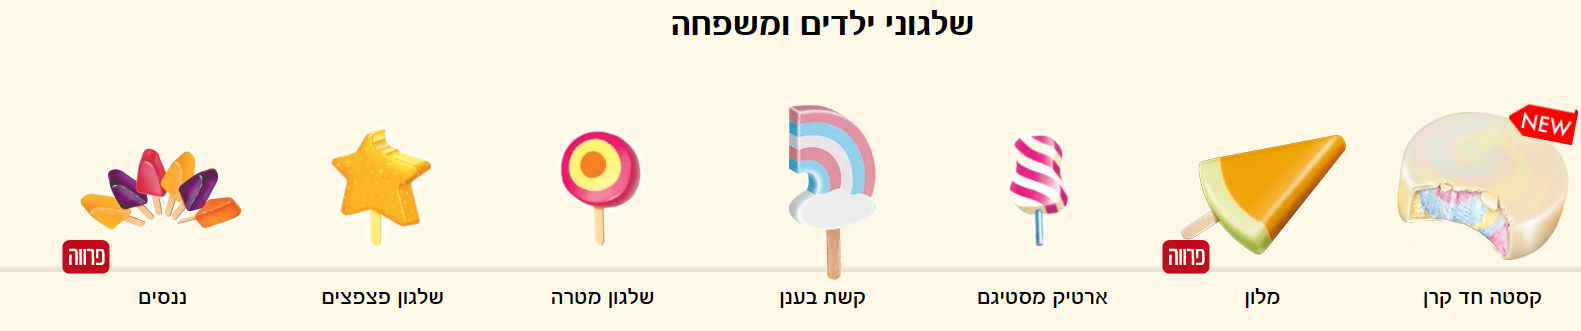 שלגוני ילדים ומשפחה
NEW
פרווה
פרווה
קסטה חד קרן
מלון
ארטיק מסטיגם
קשת בענן
שלגון מטרה
שלגון פצפצים
ננסים